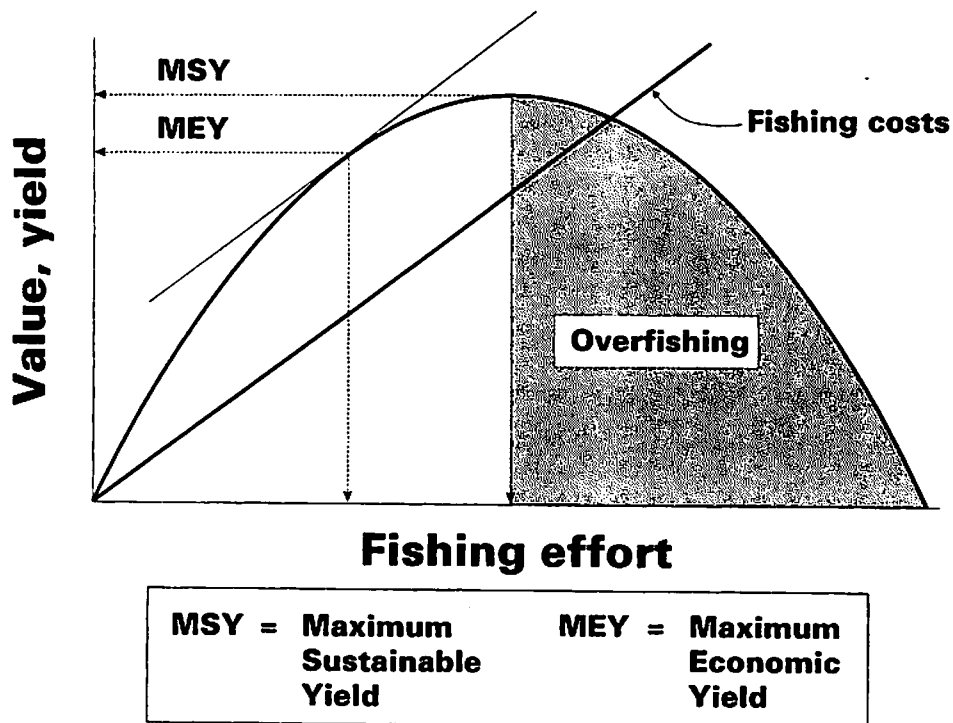 MSY
MEY
Fishing costs
Value, yield
Overfishing
Fishing effort
MSY = Maximum Sustainable Yield
MEY = Maximum Economic Yield